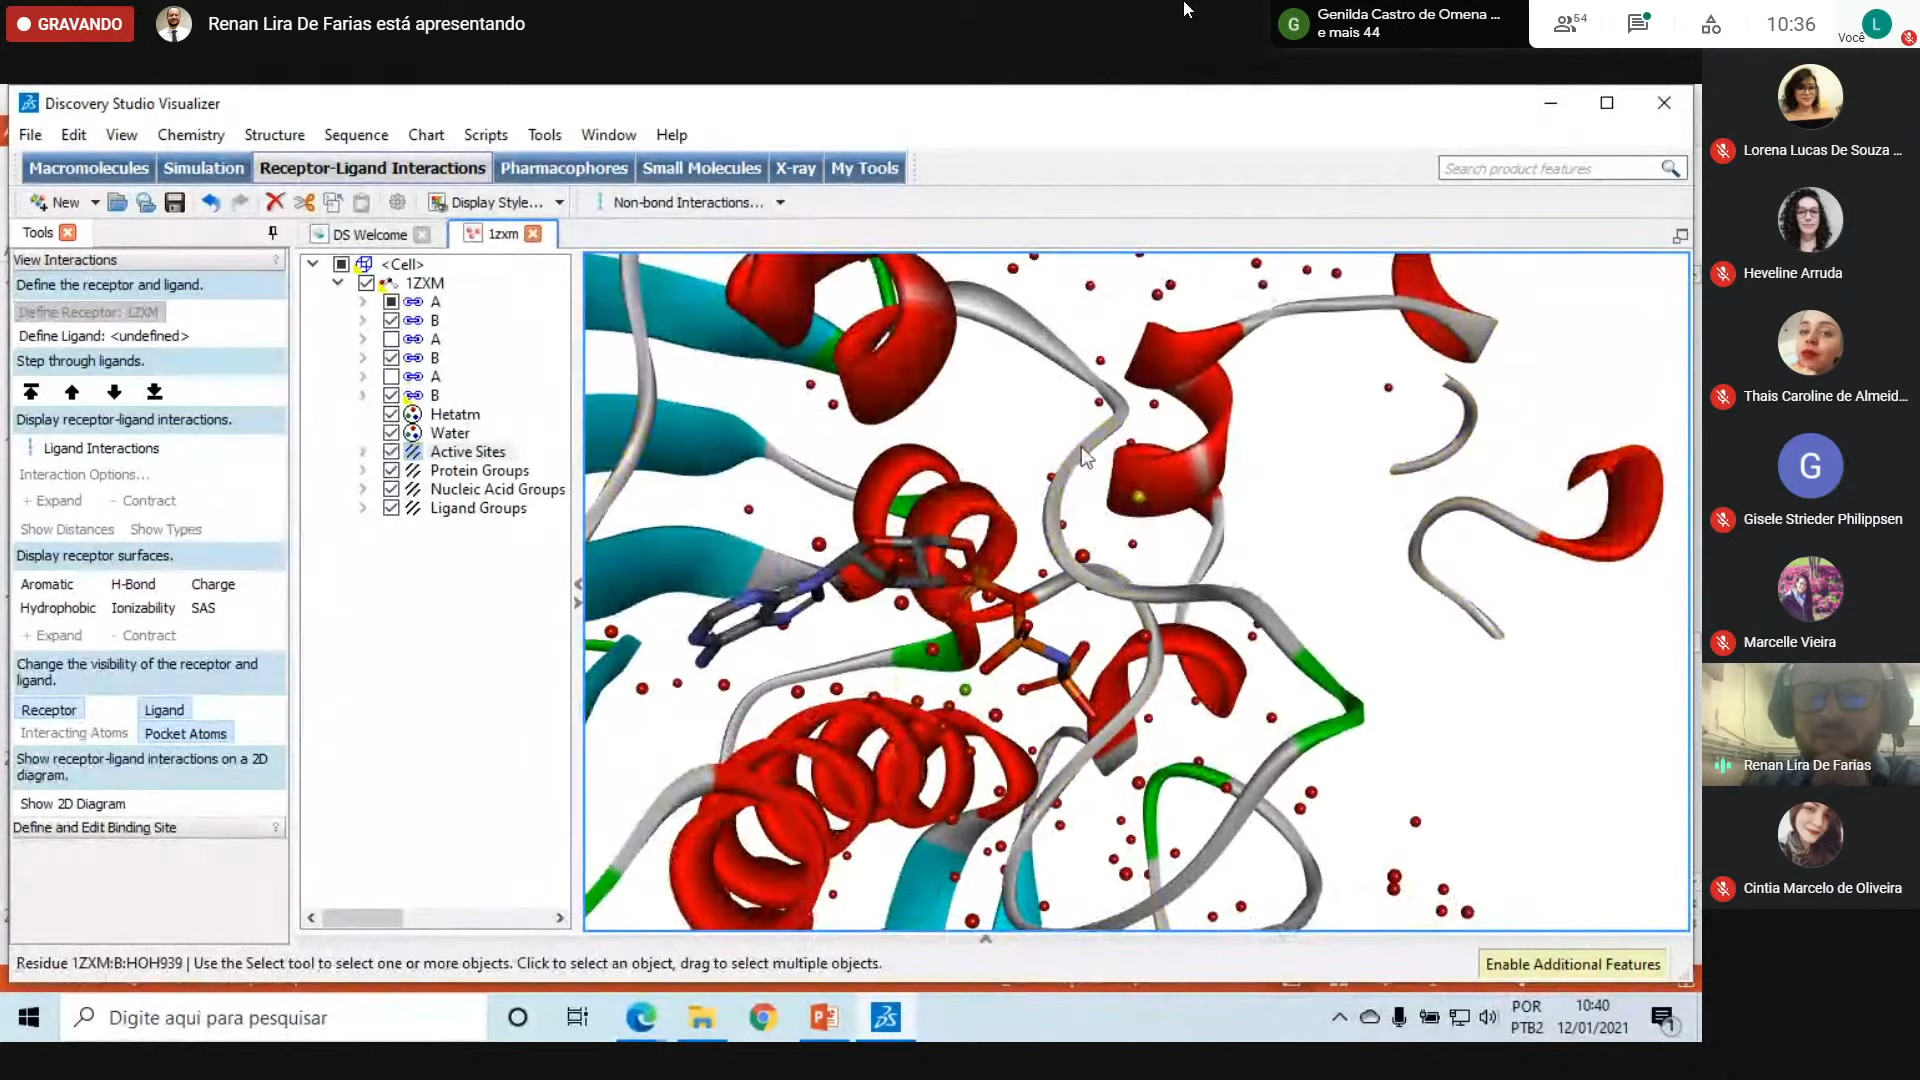 GRAVANDO
Renan Lira De Farias está apresentando
G
Genilda Castro de Omena ...
e mais 44
54
10:36
Você
L
Discovery Studio Visualizer
File Edit View Chemistry Structure Sequence Chart Scripts Tools Window Help
Macromolecules Simulation Receptor-Ligand Interactions Pharmacophores Small Molecules X-ray My Tools
Search product features
New Display Style... Non-bond Interactions...
Tools
DS Welcome 1zxm
View Interactions
Define the receptor and ligand.
Define Receptor: 1ZXM
Define Ligand: <undefined>
Step through ligands.
Display receptor-ligand interactions.
Ligand Interactions
Interaction Options...
+ Expand - Contract
Show Distances Show Types
Display receptor surfaces.
Aromatic H-Bond Charge
Hydrophobic Ionizability SAS
+ Expand - Contract
Change the visibility of the receptor and
ligand.
Receptor Ligand
Interacting Atoms Pocket Atoms
Show receptor-ligand interactions on a 2D
diagram.
Show 2D Diagram
Define and Edit Binding Site
<Cell>
1ZXM
A
B
A
B
A
B
Hetatm
Water
Active Sites
Protein Groups
Nucleic Acid Groups
Ligand Groups
Residue 1ZXM:B:HOH939 | Use the Select tool to select one or more objects. Click to select an object, drag to select multiple objects.
Enable Additional Features
Digite aqui para pesquisar
POR
PTB2
10:40
12/01/2021
1
Lorena Lucas De Souza ...
Heveline Arruda
Thais Caroline de Almeid...
G
Gisele Strieder Philippsen
Marcelle Vieira
Renan Lira De Farias
Cintia Marcelo de Oliveira